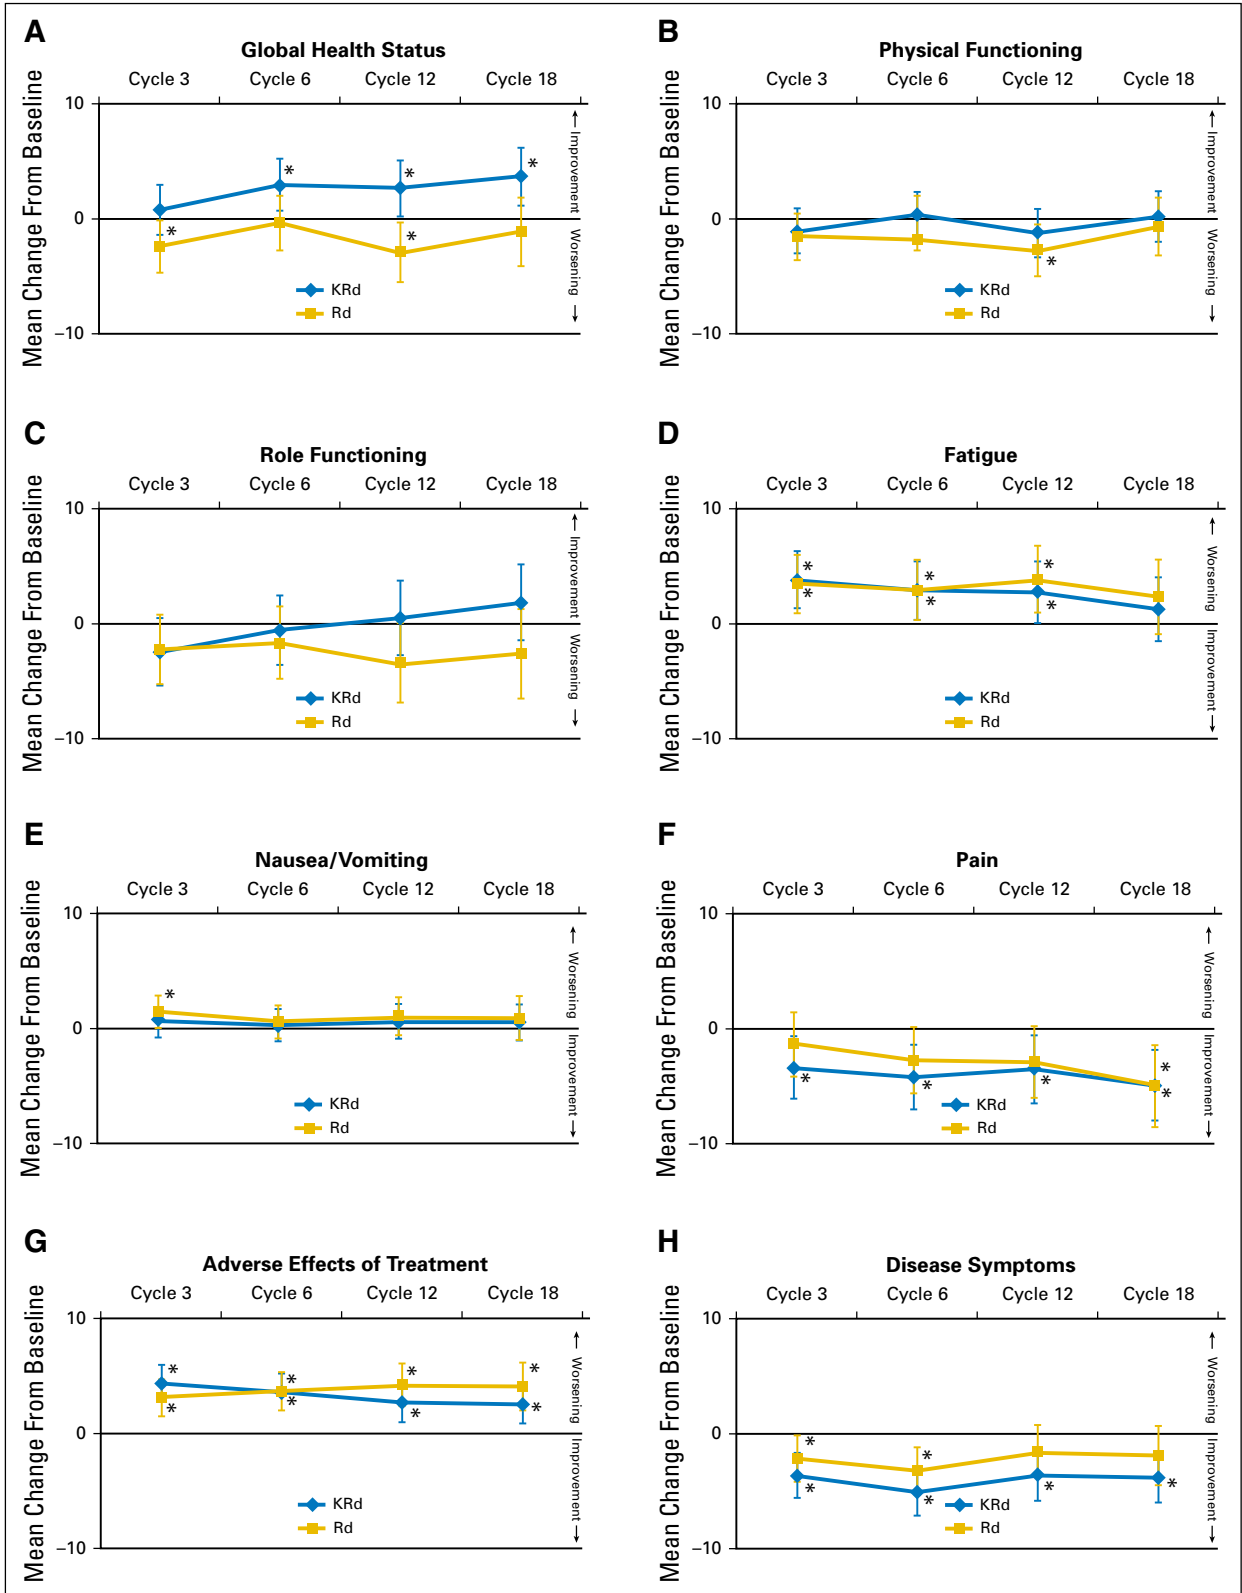 A
Global Health Status
Cycle 3 Cycle 6 Cycle 12 Cycle 18
Mean Change From Baseline
10
0
–10
* * *
* *
Improvement
Worsening
KRd
Rd
B
Physical Functioning
Cycle 3 Cycle 6 Cycle 12 Cycle 18
Mean Change From Baseline
10
0
–10
*
Improvement
Worsening
KRd
Rd
C
Role Functioning
Cycle 3 Cycle 6 Cycle 12 Cycle 18
Mean Change From Baseline
10
0
–10
Improvement
Worsening
KRd
Rd
D
Fatigue
Cycle 3 Cycle 6 Cycle 12 Cycle 18
Mean Change From Baseline
10
0
–10
* * *
* * *
Worsening
Improvement
KRd
Rd
E
Nausea/Vomiting
Cycle 3 Cycle 6 Cycle 12 Cycle 18
Mean Change From Baseline
10
0
–10
*
Worsening
Improvement
KRd
Rd
F
Pain
Cycle 3 Cycle 6 Cycle 12 Cycle 18
Mean Change From Baseline
10
0
–10
*
* * * *
Worsening
Improvement
KRd
Rd
G
Adverse Effects of Treatment
Cycle 3 Cycle 6 Cycle 12 Cycle 18
Mean Change From Baseline
10
0
–10
* * * *
* * * *
Worsening
Improvement
KRd
Rd
H
Disease Symptoms
Cycle 3 Cycle 6 Cycle 12 Cycle 18
Mean Change From Baseline
10
0
–10
* *
* * * *
Worsening
Improvement
KRd
Rd